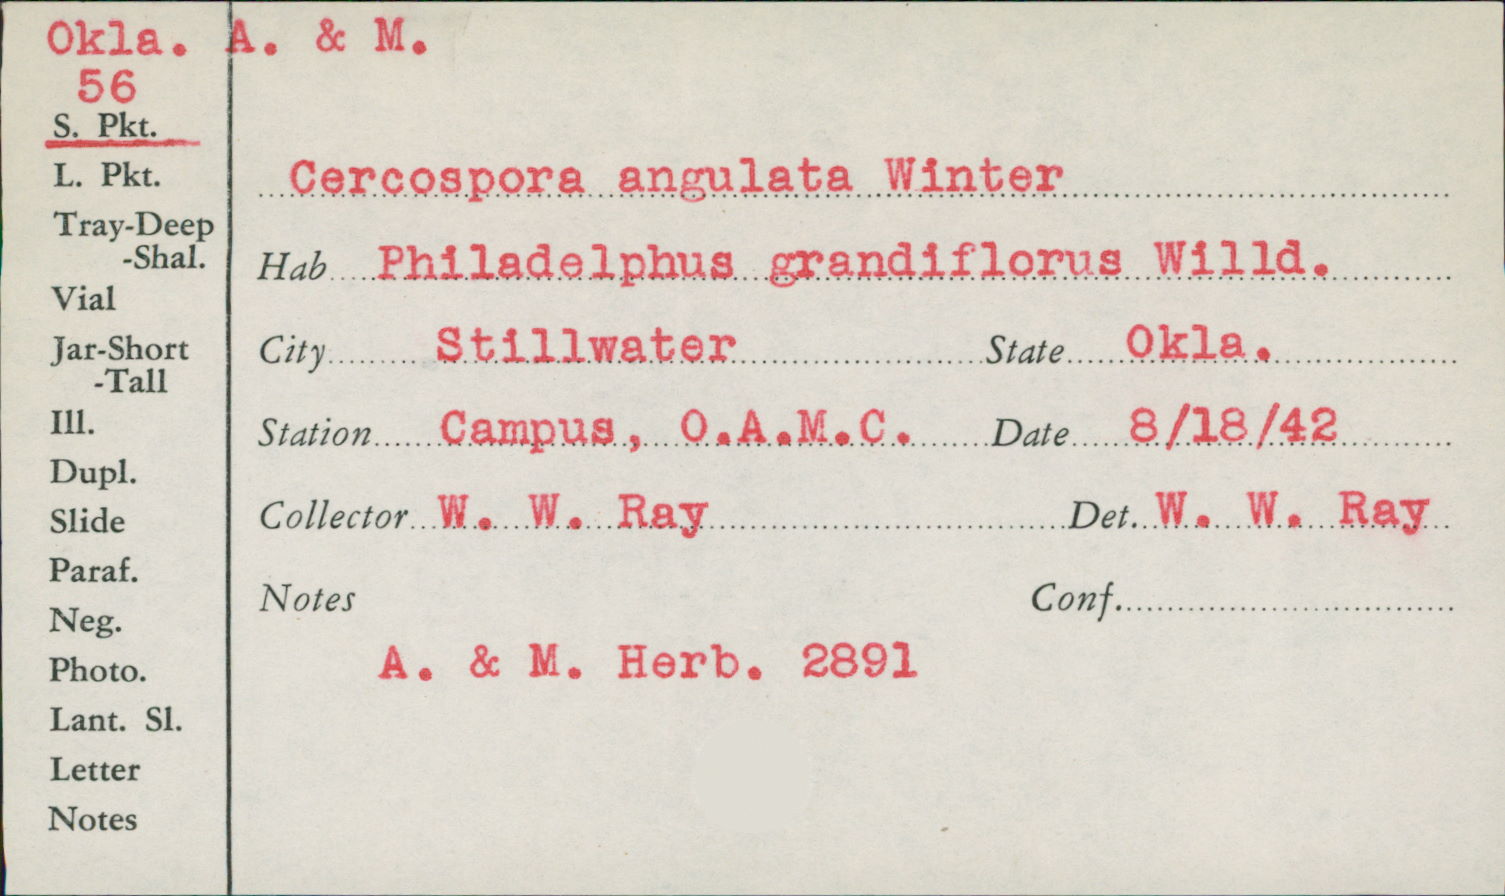 Okla. A. & M.
56
S. Pkt.
L. Pkt.
Tray-Deep
-Shal.
Vial
Jar-Short
-Tall
Ill.
Dupl.
Slide
Paraf.
Neg.
Photo.
Lant. Sl.
Letter
Notes
Cercospora angulata Winter
Hab Philadelphus grandiflorus Willd.
City Stillwater State Okla.
Station Campus, O.A.M.C. Date 8/18/42
Collector W. W. Ray Det. W. W. Ray
Notes Conf.
A. & M. Herb. 2891